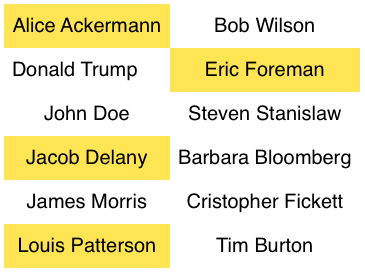 Alice Ackermann Bob Wilson
Donald Trump Eric Foreman
John Doe Steven Stanislaw
Jacob Delany Barbara Bloomberg
James Morris Cristopher Fickett
Louis Patterson Tim Burton